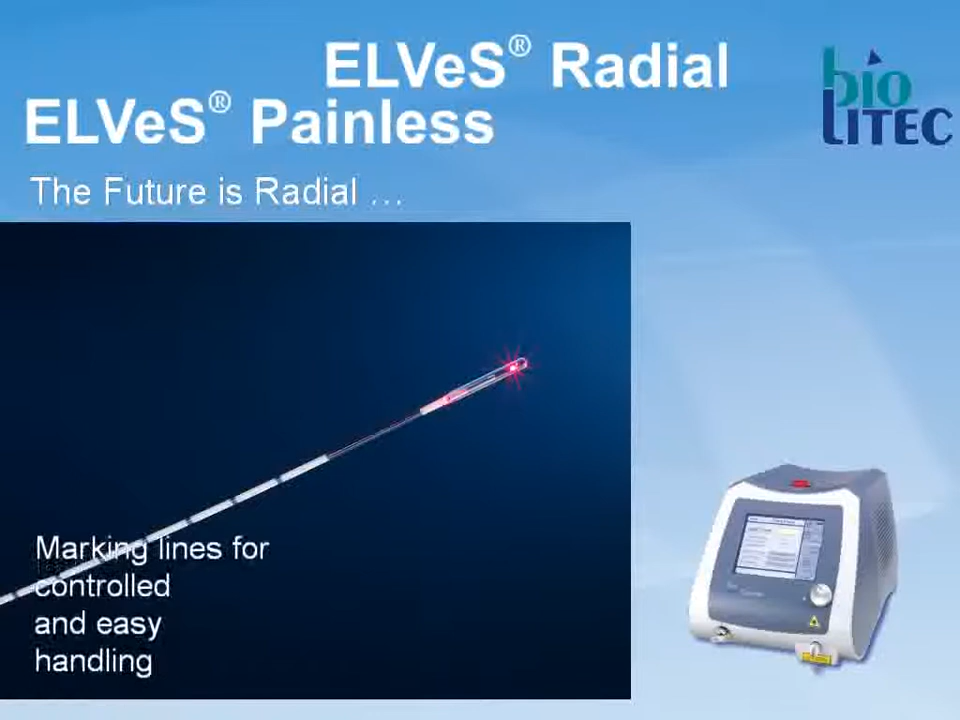 ELVeS® Radial
ELVeS® Painless
bio
LITEC
The Future is Radial …
Marking lines for
controlled
and easy
handling